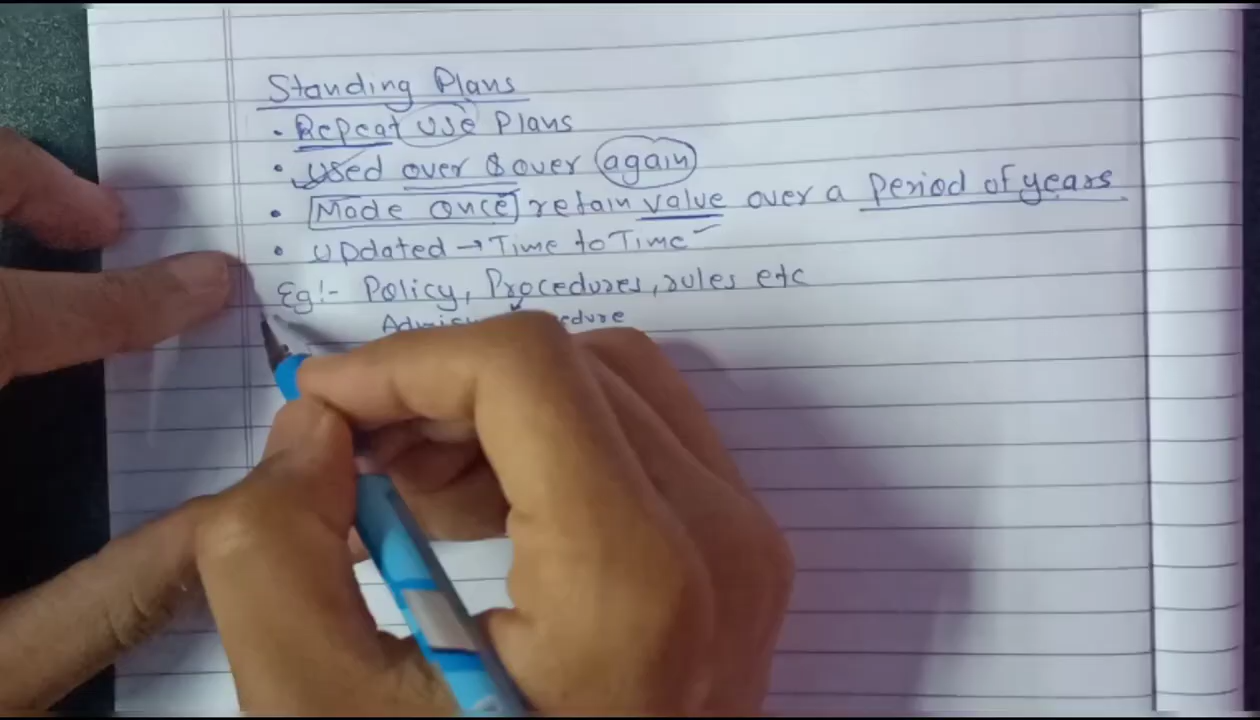 Standing Plans
• Repeat use Plans
• used over & over again
• Made once retain value over a Period of years
• Updated → Time to Time
Eg:- Policy, Procedures, rules etc